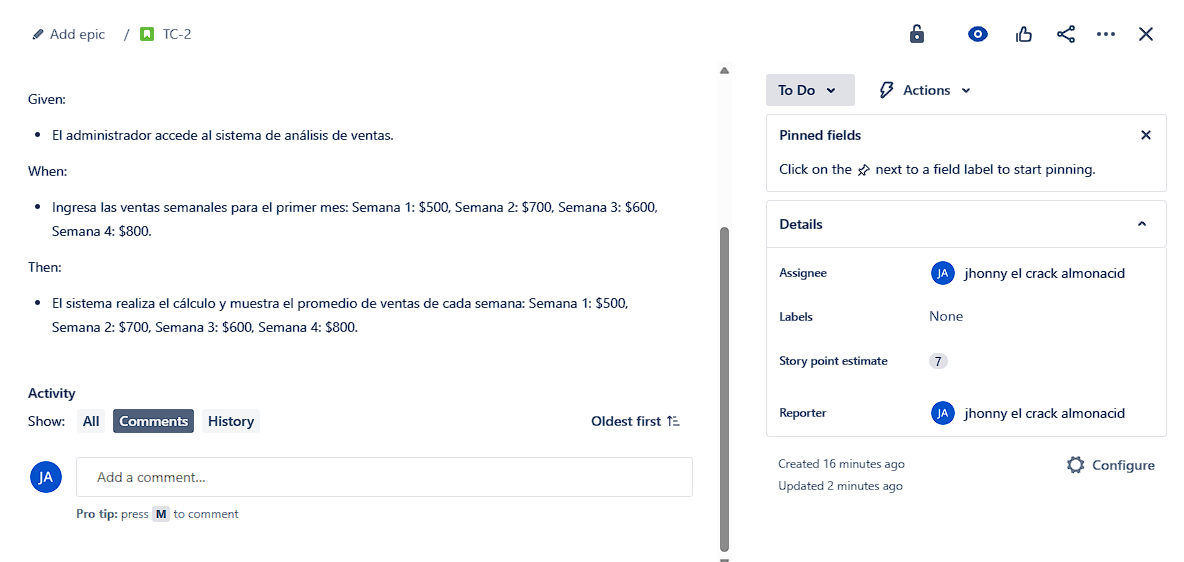 Add epic / TC-2
Given:
• El administrador accede al sistema de análisis de ventas.
When:
• Ingresa las ventas semanales para el primer mes: Semana 1: $500, Semana 2: $700, Semana 3: $600,
Semana 4: $800.
Then:
• El sistema realiza el cálculo y muestra el promedio de ventas de cada semana: Semana 1: $500,
Semana 2: $700, Semana 3: $600, Semana 4: $800.
Activity
Show: All Comments History Oldest first
JA Add a comment...
Pro tip: press M to comment
To Do Actions
Pinned fields
Click on the next to a field label to start pinning.
Details
Assignee JA jhonny el crack almonacid
Labels None
Story point estimate 7
Reporter JA jhonny el crack almonacid
Created 16 minutes ago
Configure
Updated 2 minutes ago